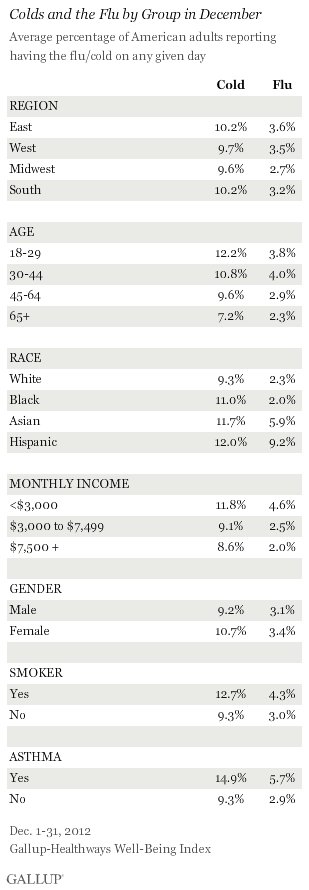 Colds and the Flu by Group in December
Average percentage of American adults reporting
having the flu/cold on any given day
Cold Flu
REGION
East 10.2% 3.6%
West 9.7% 3.5%
Midwest 9.6% 2.7%
South 10.2% 3.2%
AGE
18-29 12.2% 3.8%
30-44 10.8% 4.0%
45-64 9.6% 2.9%
65+ 7.2% 2.3%
RACE
White 9.3% 2.3%
Black 11.0% 2.0%
Asian 11.7% 5.9%
Hispanic 12.0% 9.2%
MONTHLY INCOME
<$3,000 11.8% 4.6%
$3,000 to $7,499 9.1% 2.5%
$7,500 + 8.6% 2.0%
GENDER
Male 9.2% 3.1%
Female 10.7% 3.4%
SMOKER
Yes 12.7% 4.3%
No 9.3% 3.0%
ASTHMA
Yes 14.9% 5.7%
No 9.3% 2.9%
Dec. 1-31, 2012
Gallup-Healthways Well-Being Index
GALLUP